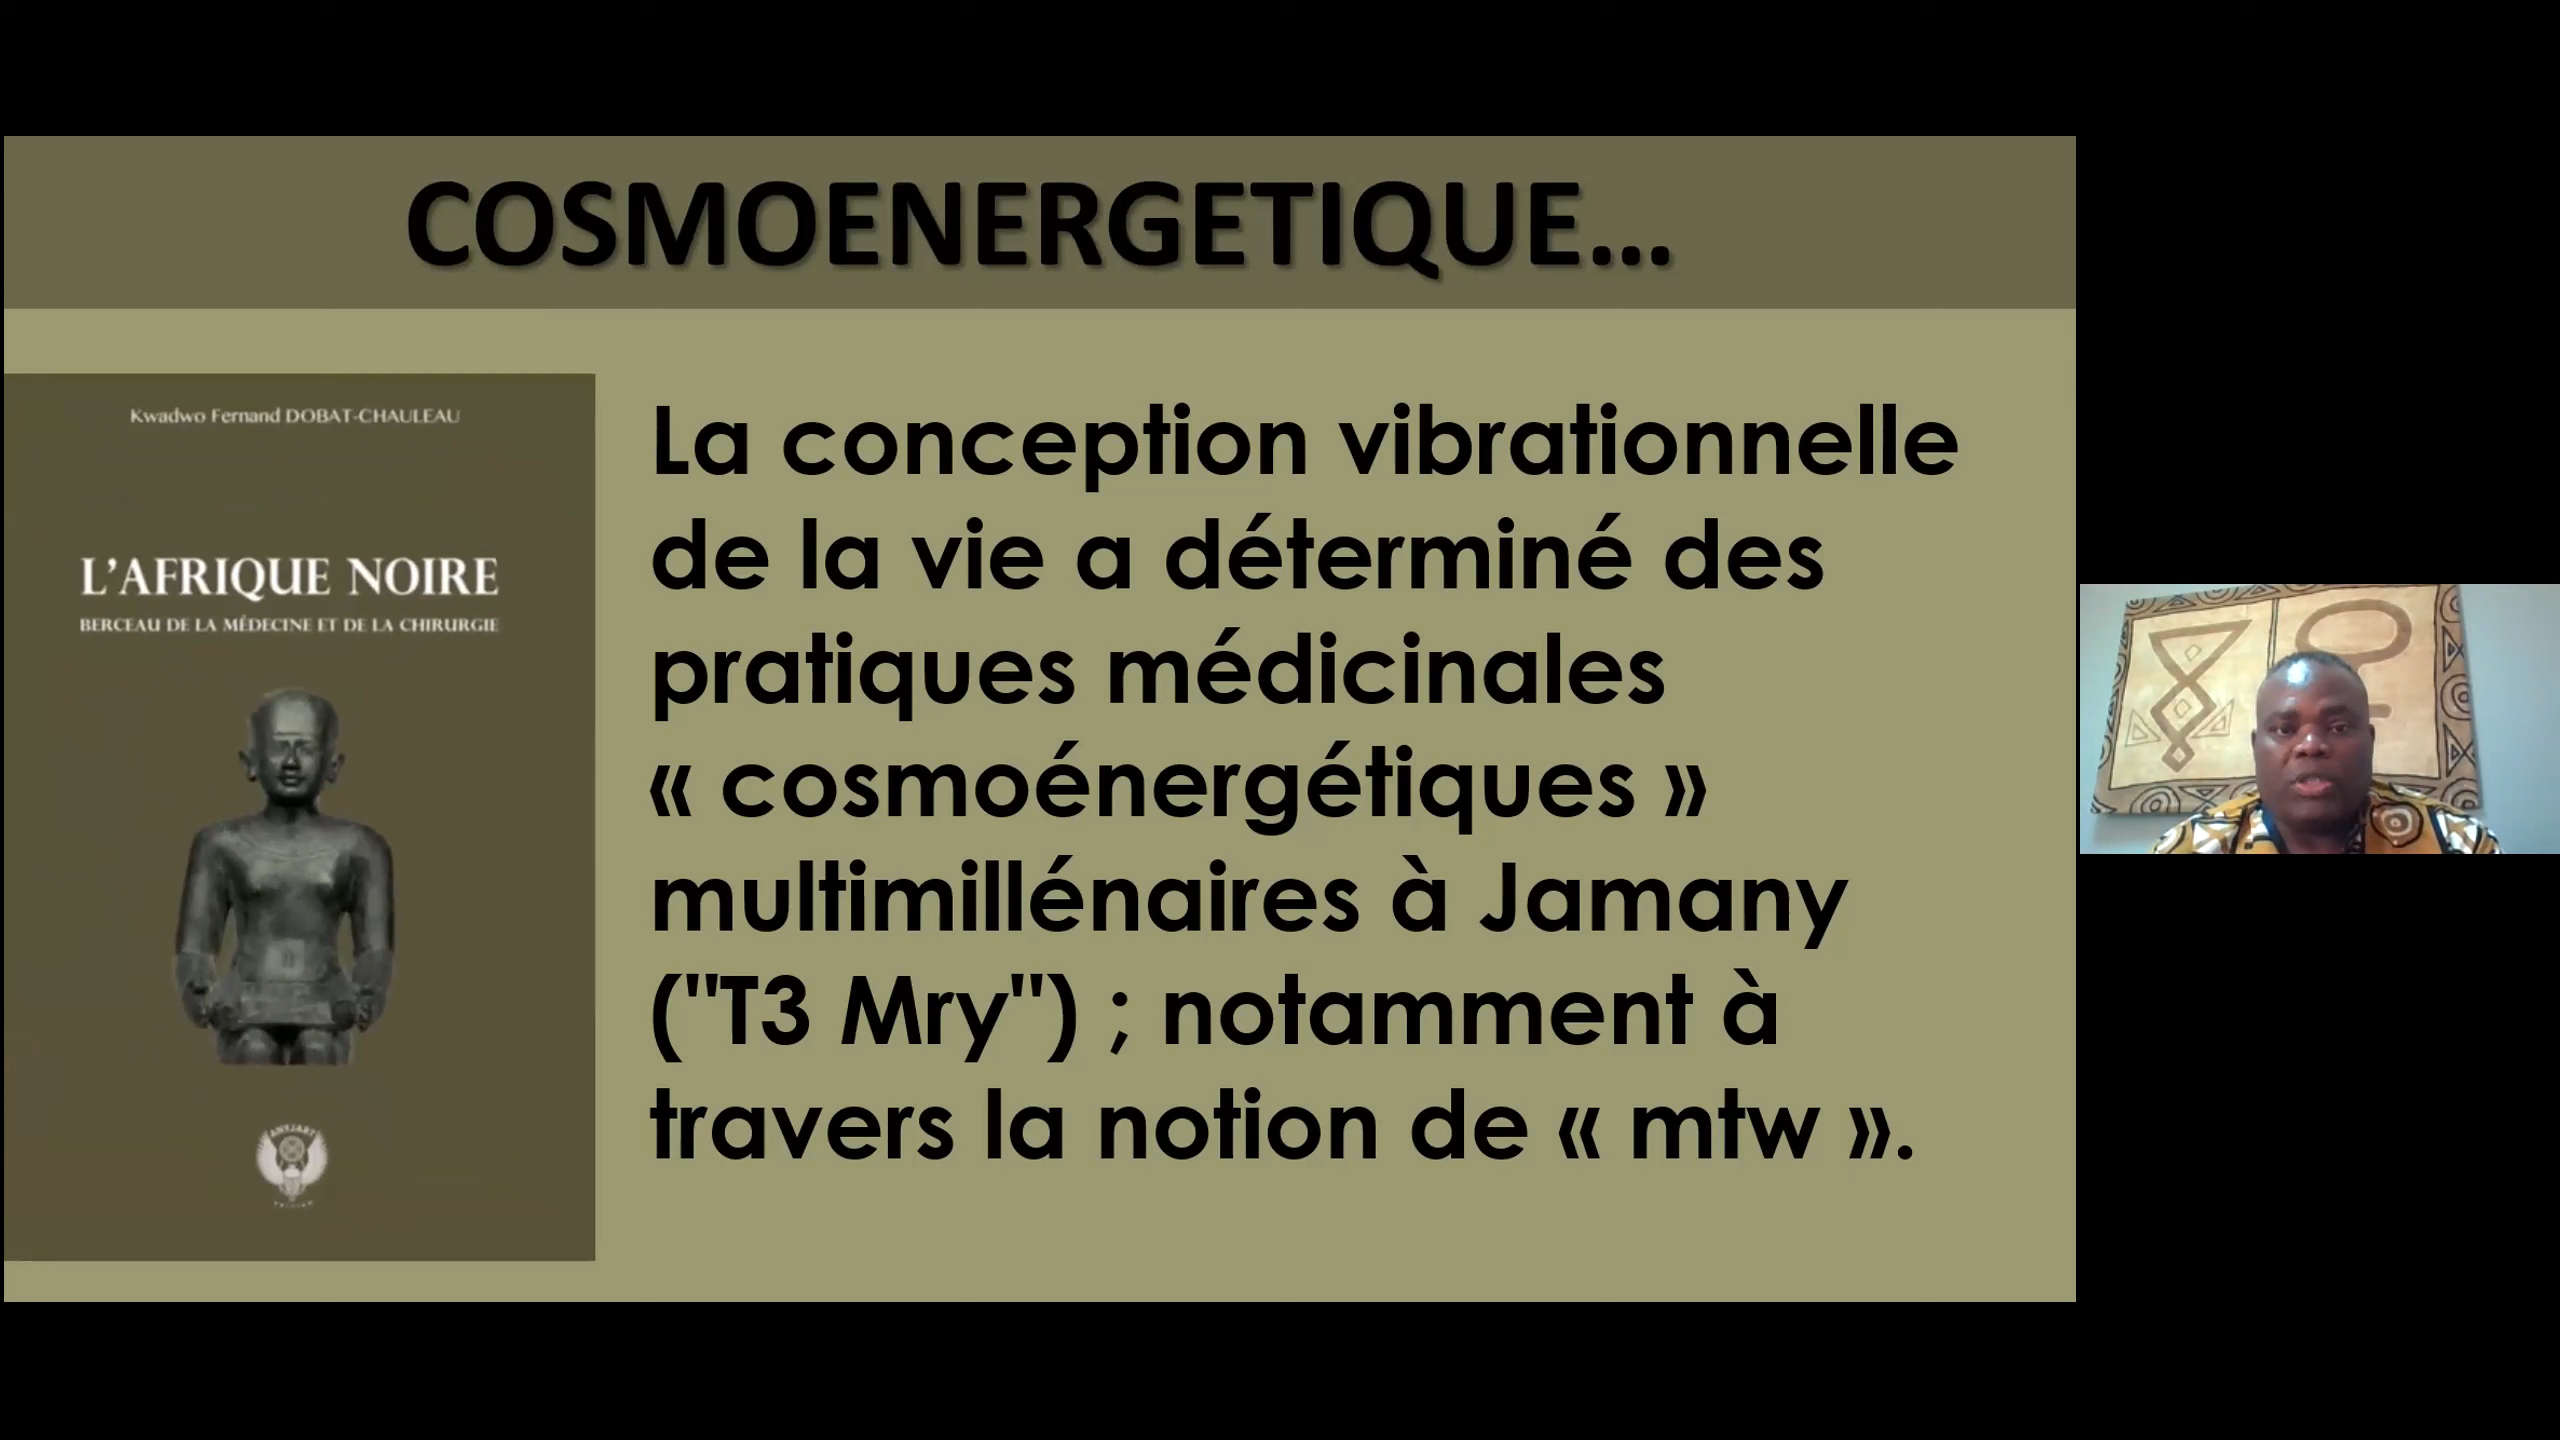 COSMOENERGETIQUE...
Kwadwo Fernand DOBAT-CHAULEAU
L'AFRIQUE NOIRE
BERCEAU DE LA MÉDECINE ET DE LA CHIRURGIE
La conception vibrationnelle
de la vie a déterminé des
pratiques médicinales
« cosmoénergétiques »
multimillénaires à Jamany
("T3 Mry") ; notamment à
travers la notion de « mtw ».